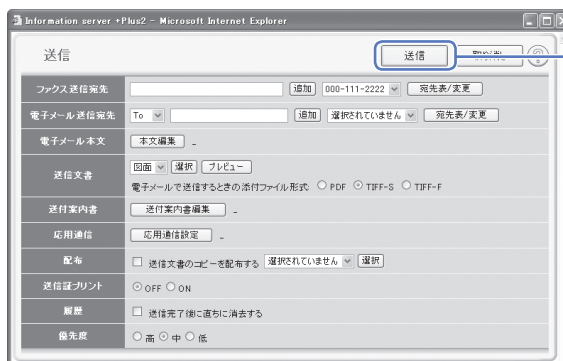 Information server +Plus2 - Microsoft Internet Explorer
送信
送信
ファクス送信宛先 追加 000-111-2222 宛先表/変更
電子メール送信宛先 To 追加 選択されていません 宛先表/変更
電子メール本文 本文編集 -
送信文書 図面 選択 プレビュー
電子メールで送信するときの添付ファイル形式: PDF TIFF-S TIFF-F
送付案内書 送付案内書編集 -
応用通信 応用通信設定 -
配布 送信文書のコピーを配布する 選択されていません 選択
送信証プリント OFF ON
履歴 送信完了後に直ちに消去する
優先度 高 中 低